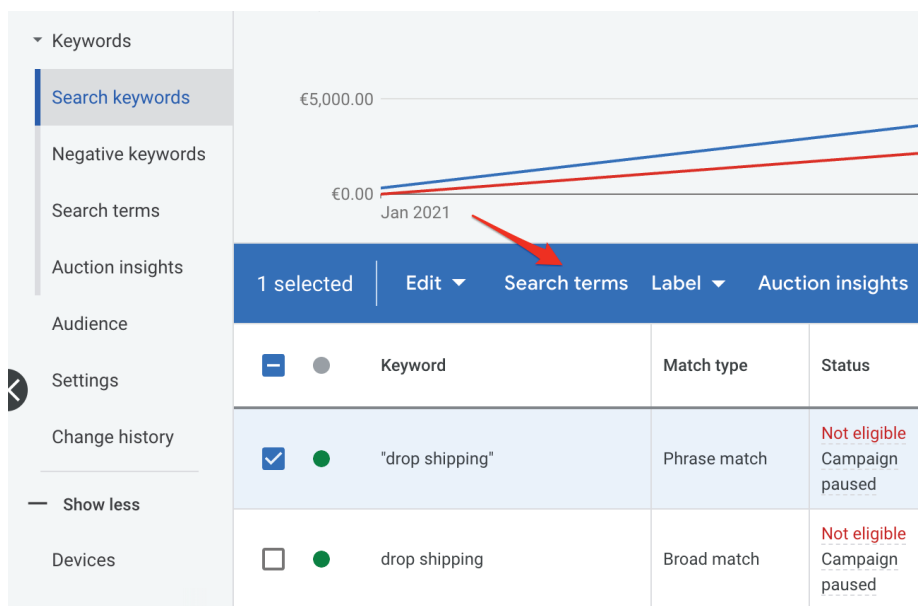 Keywords
Search keywords
Negative keywords
Search terms
Auction insights
Audience
Settings
Change history
Show less
Devices
€5,000.00
€0.00
Jan 2021
1 selected Edit Search terms Label Auction insights
Keyword Match type Status
"drop shipping" Phrase match Not eligible
Campaign
paused
drop shipping Broad match Not eligible
Campaign
paused